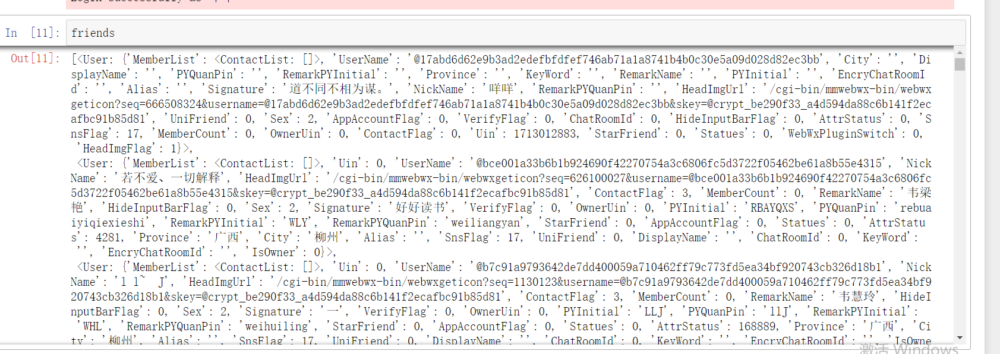 In [11]: friends
Out[11]: [<User: {'MemberList': <ContactList: []>, 'UserName': '@17abd6d62e9b3ad2edefbfdfef746ab71a1a8741b4b0c30e5a09d028d82ec3bb', 'City': '', 'Di
splayName': '', 'PYQuanPin': '', 'RemarkPYInitial': '', 'Province': '', 'KeyWord': '', 'RemarkName': '', 'PYInitial': '', 'EncryChatRoomI
d': '', 'Alias': '', 'Signature': '道不同不相为谋。', 'NickName': '咩咩', 'RemarkPYQuanPin': '', 'HeadImgUrl': '/cgi-bin/mmwebwx-bin/webwx
geticon?seq=666508324&username=@17abd6d62e9b3ad2edefbfdfef746ab71a1a8741b4b0c30e5a09d028d82ec3bb&skey=@crypt_be290f33_a4d594da88c6b141f2ec
afbc91b85d81', 'UniFriend': 0, 'Sex': 2, 'AppAccountFlag': 0, 'VerifyFlag': 0, 'ChatRoomId': 0, 'HideInputBarFlag': 0, 'AttrStatus': 0, 'S
nsFlag': 17, 'MemberCount': 0, 'OwnerUin': 0, 'ContactFlag': 0, 'Uin': 1713012883, 'StarFriend': 0, 'Statues': 0, 'WebWxPluginSwitch': 0,
'HeadImgFlag': 1}>,
<User: {'MemberList': <ContactList: []>, 'Uin': 0, 'UserName': '@bce001a33b6b1b924690f42270754a3c6806fc5d3722f05462be61a8b55e4315', 'Nick
Name': '若不爱、一切解释', 'HeadImgUrl': '/cgi-bin/mmwebwx-bin/webwxgeticon?seq=626100027&username=@bce001a33b6b1b924690f42270754a3c6806fc
5d3722f05462be61a8b55e4315&skey=@crypt_be290f33_a4d594da88c6b141f2ecafbc91b85d81', 'ContactFlag': 3, 'MemberCount': 0, 'RemarkName': '韦梁
艳', 'HideInputBarFlag': 0, 'Sex': 2, 'Signature': '好好读书', 'VerifyFlag': 0, 'OwnerUin': 0, 'PYInitial': 'RBAYQXS', 'PYQuanPin': 'rebua
iyiqiexieshi', 'RemarkPYInitial': 'WLY', 'RemarkPYQuanPin': 'weiliangyan', 'StarFriend': 0, 'AppAccountFlag': 0, 'Statues': 0, 'AttrStatu
s': 4281, 'Province': '广西', 'City': '柳州', 'Alias': '', 'SnsFlag': 17, 'UniFriend': 0, 'DisplayName': '', 'ChatRoomId': 0, 'KeyWord':
'', 'EncryChatRoomId': '', 'IsOwner': 0}>,
<User: {'MemberList': <ContactList: []>, 'Uin': 0, 'UserName': '@b7c91a9793642de7dd400059a710462ff79c773fd5ea34bf920743cb326d18b1', 'Nick
Name': 'l l~  J', 'HeadImgUrl': '/cgi-bin/mmwebwx-bin/webwxgeticon?seq=1130123&username=@b7c91a9793642de7dd400059a710462ff79c773fd5ea34bf9
20743cb326d18b1&skey=@crypt_be290f33_a4d594da88c6b141f2ecafbc91b85d81', 'ContactFlag': 3, 'MemberCount': 0, 'RemarkName': '韦慧玲', 'HideI
nputBarFlag': 0, 'Sex': 2, 'Signature': '一', 'VerifyFlag': 0, 'OwnerUin': 0, 'PYInitial': 'LLJ', 'PYQuanPin': 'llJ', 'RemarkPYInitial':
'WHL', 'RemarkPYQuanPin': 'weihuiling', 'StarFriend': 0, 'AppAccountFlag': 0, 'Statues': 0, 'AttrStatus': 168889, 'Province': '广西', 'Ci
ty': '柳州', 'Alias': '', 'SnsFlag': 17, 'UniFriend': 0, 'DisplayName': '', 'ChatRoomId': 0, 'KeyWord': '', 'EncryChatRoomId': '', 'IsOwne
激活 Windows